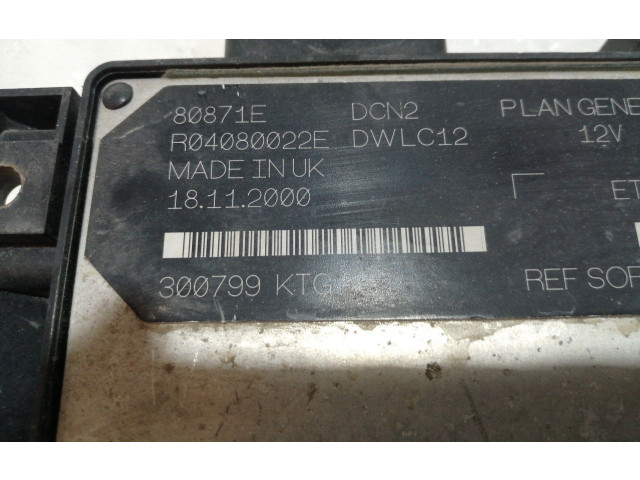 80871E DCN2 PLAN GENE
R04080022E DWLC12 12V
MADE IN UK
18.11.2000 ET
300799 KTG REF SOF